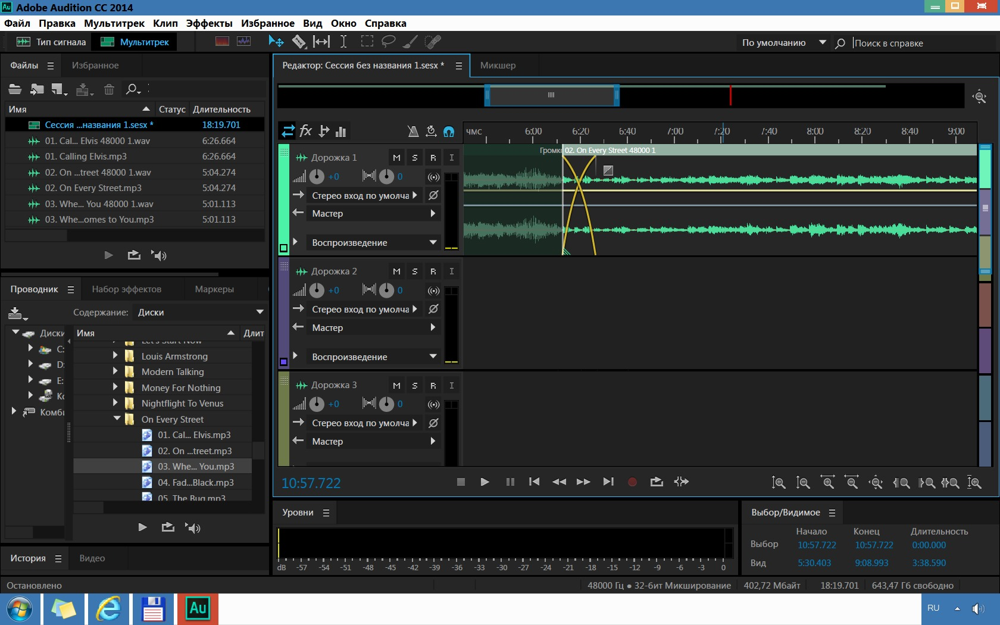 Au Adobe Audition CC 2014
Файл Правка Мультитрек Клип Эффекты Избранное Вид Окно Справка
Тип сигнала Мультитрек По умолчанию Поиск в справке
Файлы Избранное
Имя Статус Длительность
Сессия ...названия 1.sesx * 18:19.701
01. Cal... Elvis 48000 1.wav 6:26.664
01. Calling Elvis.mp3 6:26.664
02. On ...treet 48000 1.wav 5:04.274
02. On Every Street.mp3 5:04.274
03. Whe... You 48000 1.wav 5:01.113
03. Whe...omes to You.mp3 5:01.113
Проводник Набор эффектов Маркеры
Содержание: Диски
Диски
C:
D:
E:
Ко
Комби
Имя Длит
Let's Start Now
Louis Armstrong
Modern Talking
Money For Nothing
Nightflight To Venus
On Every Street
01. Cal... Elvis.mp3
02. On ...treet.mp3
03. Whe... You.mp3
04. Fad...Black.mp3
05. The Bug.mp3
История Видео
Редактор: Сессия без названия 1.sesx * Микшер
fx чмс 6:00 6:20 6:40 7:00 7:20 7:40 8:00 8:20 8:40 9:00
Громко 02. On Every Street 48000 1
Дорожка 1 M S R I
+0 0
Стерео вход по умолча
Мастер
Воспроизведение
Дорожка 2 M S R I
+0 0
Стерео вход по умолча
Мастер
Воспроизведение
Дорожка 3 M S R I
+0 0
Стерео вход по умолча
Мастер
10:57.722
Уровни
dB -57 -54 -51 -48 -45 -42 -39 -36 -33 -30 -27 -24 -21 -18 -15 -12 -9 -6 -3 0
Выбор/Видимое
Начало Конец Длительность
Выбор 10:57.722 10:57.722 0:00.000
Вид 5:30.403 9:08.993 3:38.590
Остановлено 48000 Гц ● 32-бит Микширование 402,72 Мбайт 18:19.701 643,47 Гб свободно
Au RU